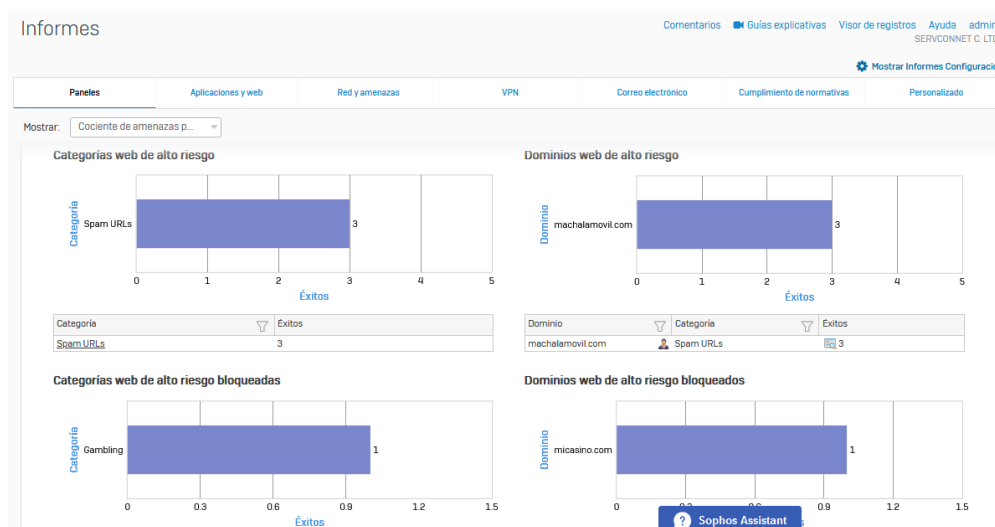 Informes
Comentarios Guías explicativas Visor de registros Ayuda admin
SERVCONNET C. LTD
Mostrar Informes Configuració
Paneles Aplicaciones y web Red y amenazas VPN Correo electrónico Cumplimiento de normativas Personalizado
Mostrar: Cociente de amenazas p...
Categorías web de alto riesgo
Categoría
Spam URLs
3
0 1 2 3 4 5
Éxitos
Categoría Éxitos
Spam URLs 3
Dominios web de alto riesgo
Dominio
machalamovil.com
3
0 1 2 3 4 5
Éxitos
Dominio Categoría Éxitos
machalamovil.com Spam URLs 3
Categorías web de alto riesgo bloqueadas
Categoría
Gambling
1
0 0.3 0.6 0.9 1.2 1.5
Éxitos
Dominios web de alto riesgo bloqueados
Dominio
micasino.com
1
0 0.9 1.2 1.5
? Sophos Assistant